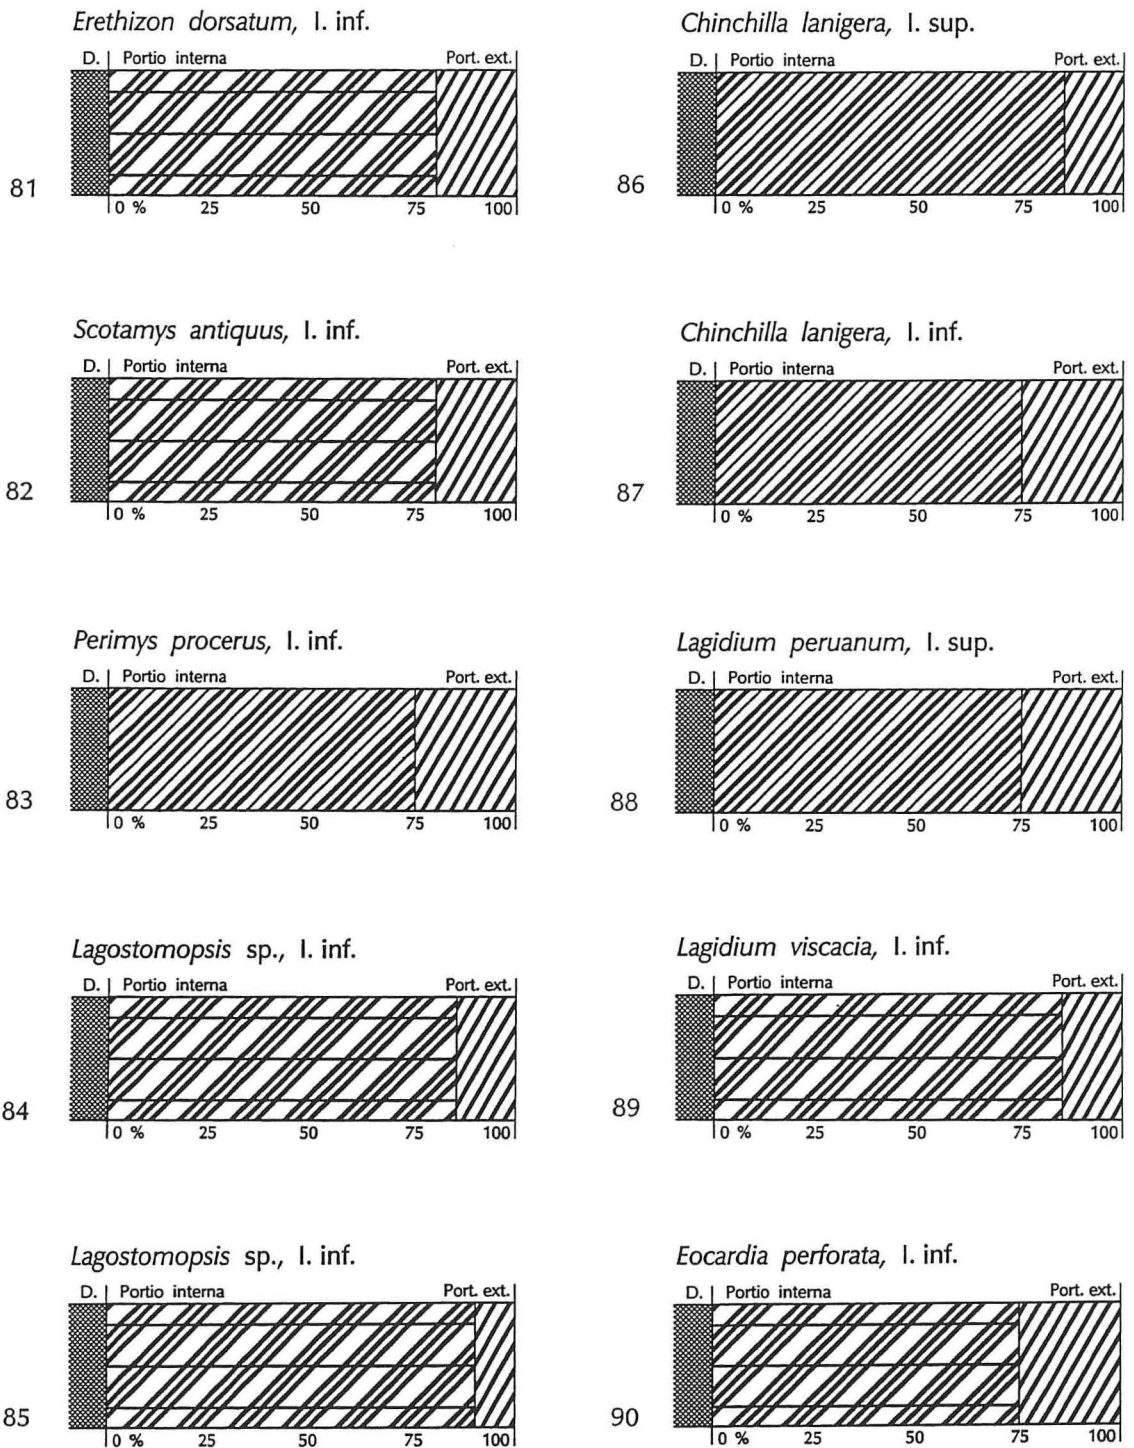 Erethizon dorsatum, I. inf.
D. Portio interna Port. ext.
81
0 % 25 50 75 100
Scotamys antiquus, I. inf.
D. Portio interna Port. ext.
82
0 % 25 50 75 100
Perimys procerus, I. inf.
D. Portio interna Port. ext.
83
0 % 25 50 75 100
Lagostomopsis sp., I. inf.
D. Portio interna Port. ext.
84
0 % 25 50 75 100
Lagostomopsis sp., I. inf.
D. Portio interna Port. ext.
85
0 % 25 50 75 100
Chinchilla lanigera, I. sup.
D. Portio interna Port. ext.
86
0 % 25 50 75 100
Chinchilla lanigera, I. inf.
D. Portio interna Port. ext.
87
0 % 25 50 75 100
Lagidium peruanum, I. sup.
D. Portio interna Port. ext.
88
0 % 25 50 75 100
Lagidium viscacia, I. inf.
D. Portio interna Port. ext.
89
0 % 25 50 75 100
Eocardia perforata, I. inf.
D. Portio interna Port. ext.
90
0 % 25 50 75 100